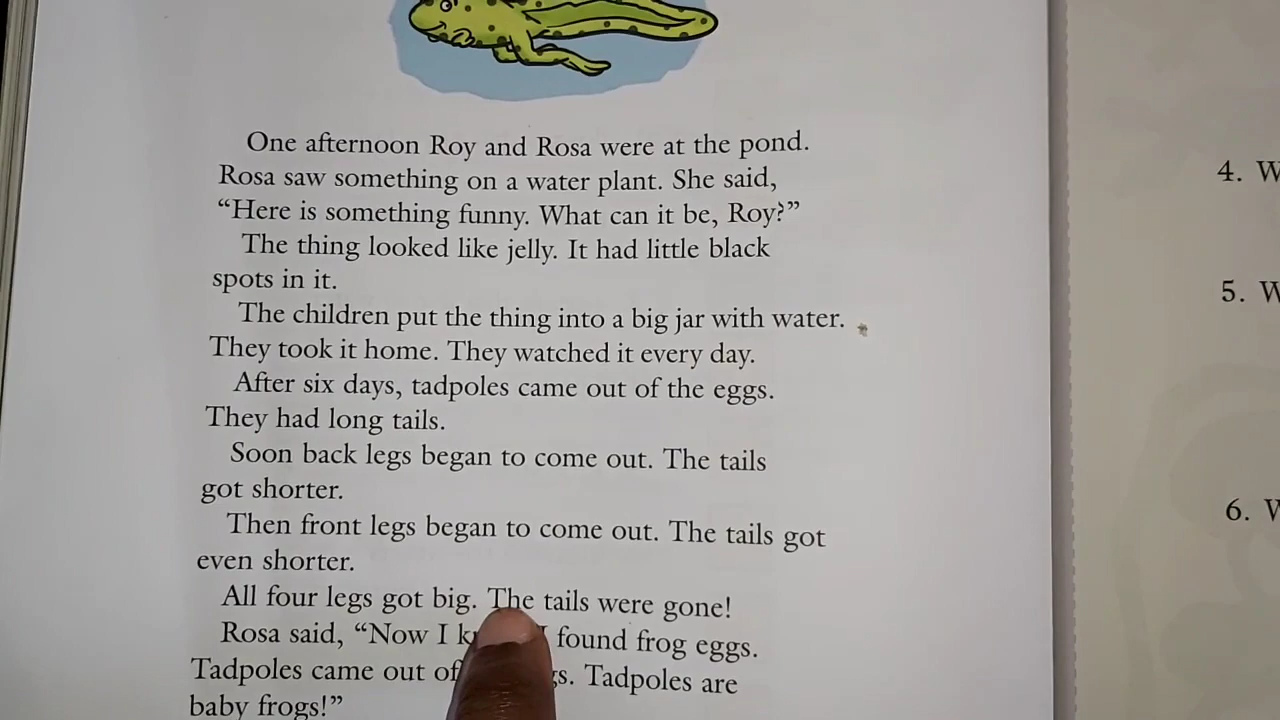 One afternoon Roy and Rosa were at the pond.
Rosa saw something on a water plant. She said,
“Here is something funny. What can it be, Roy?”
The thing looked like jelly. It had little black
spots in it.
The children put the thing into a big jar with water.
They took it home. They watched it every day.
After six days, tadpoles came out of the eggs.
They had long tails.
Soon back legs began to come out. The tails
got shorter.
Then front legs began to come out. The tails got
even shorter.
All four legs got big. The tails were gone!
Rosa said, “Now I I found frog eggs.
Tadpoles came out of Tadpoles are
baby frogs!”
4. W
5. W
6. W